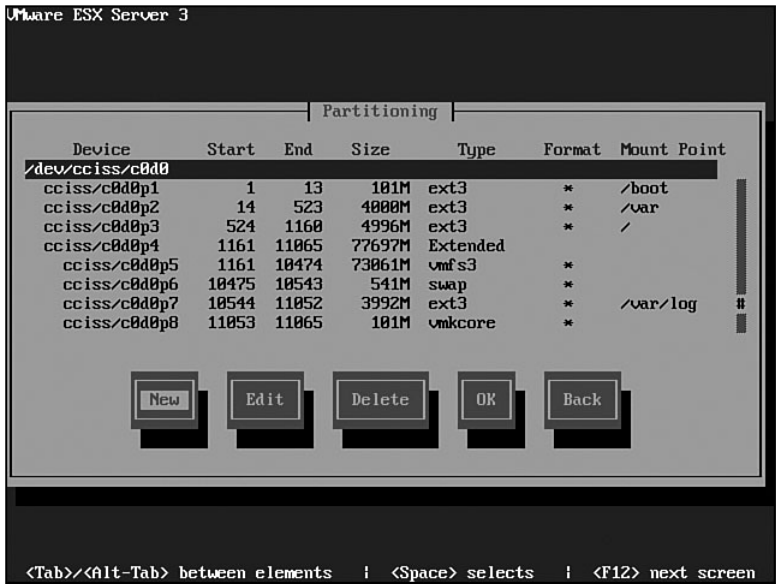 VMware ESX Server 3
Partitioning
Device Start End Size Type Format Mount Point
/dev/cciss/c0d0
cciss/c0d0p1 1 13 101M ext3 * /boot
cciss/c0d0p2 14 523 4000M ext3 * /var
cciss/c0d0p3 524 1160 4996M ext3 * /
cciss/c0d0p4 1161 11065 77697M Extended
cciss/c0d0p5 1161 10474 73061M vmfs3 *
cciss/c0d0p6 10475 10543 541M swap *
cciss/c0d0p7 10544 11052 3992M ext3 * /var/log #
cciss/c0d0p8 11053 11065 101M vmkcore *
New Edit Delete OK Back
<Tab>/<Alt-Tab> between elements | <Space> selects | <F12> next screen